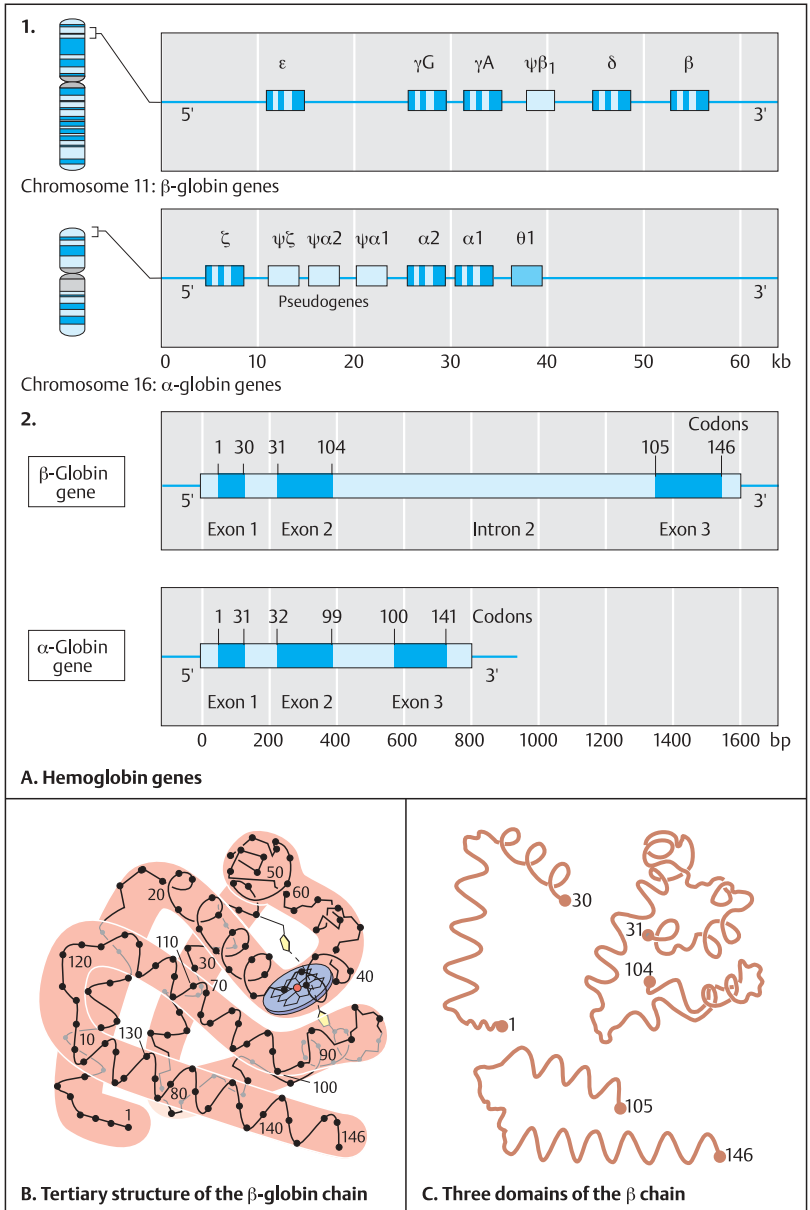 1.
ε γG γA ψβ1 δ β
5' 3'
Chromosome 11: β-globin genes
ζ ψζ ψα2 ψα1 α2 α1 θ1
5' 3'
Pseudogenes
0 10 20 30 40 50 60 kb
Chromosome 16: α-globin genes
2.
Codons
1 30 31 104 105 146
β-Globin
gene
5' 3'
Exon 1 Exon 2 Intron 2 Exon 3
1 31 32 99 100 141 Codons
α-Globin
gene
5' 3'
Exon 1 Exon 2 Exon 3
0 200 400 600 800 1000 1200 1400 1600 bp
A. Hemoglobin genes
50
20 60
110
120 30 40
70
10 130 90
100
80
1
140 146
B. Tertiary structure of the β-globin chain
30
31
104
1
105
146
C. Three domains of the β chain